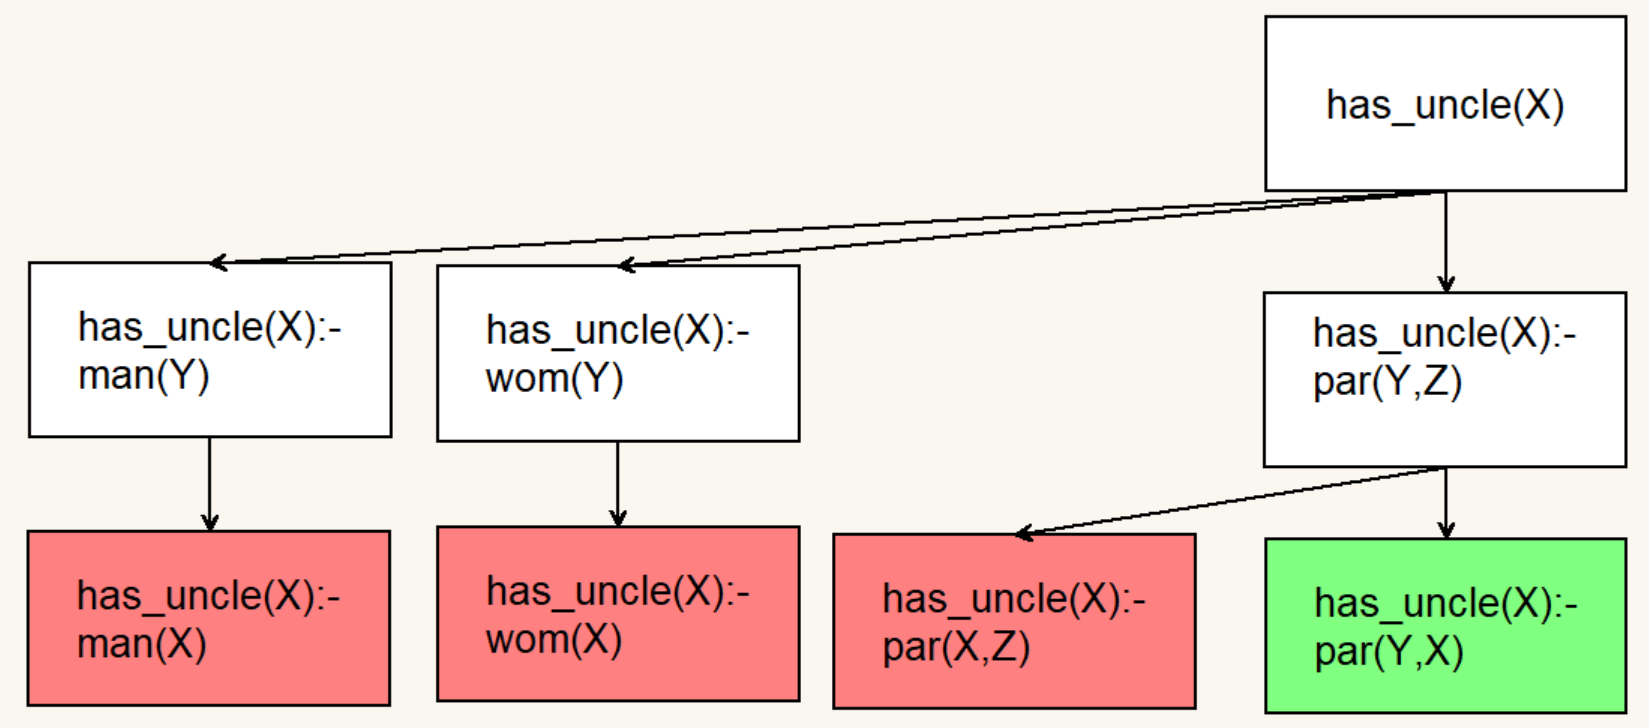 has_uncle(X)
has_uncle(X):-
man(Y)
has_uncle(X):-
wom(Y)
has_uncle(X):-
par(Y,Z)
has_uncle(X):-
man(X)
has_uncle(X):-
wom(X)
has_uncle(X):-
par(X,Z)
has_uncle(X):-
par(Y,X)